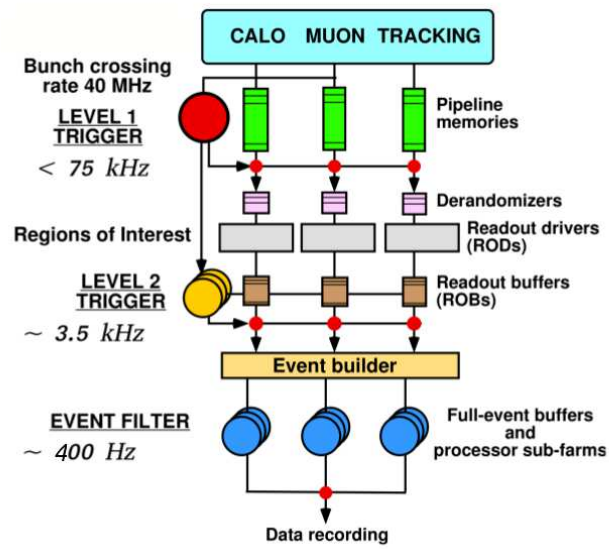 CALO MUON TRACKING
Bunch crossing
rate 40 MHz
LEVEL 1
TRIGGER
< 75 kHz
Pipeline
memories
Derandomizers
Regions of Interest
Readout drivers
(RODs)
LEVEL 2
TRIGGER
~ 3.5 kHz
Readout buffers
(ROBs)
Event builder
EVENT FILTER
~ 400 Hz
Full-event buffers
and
processor sub-farms
Data recording